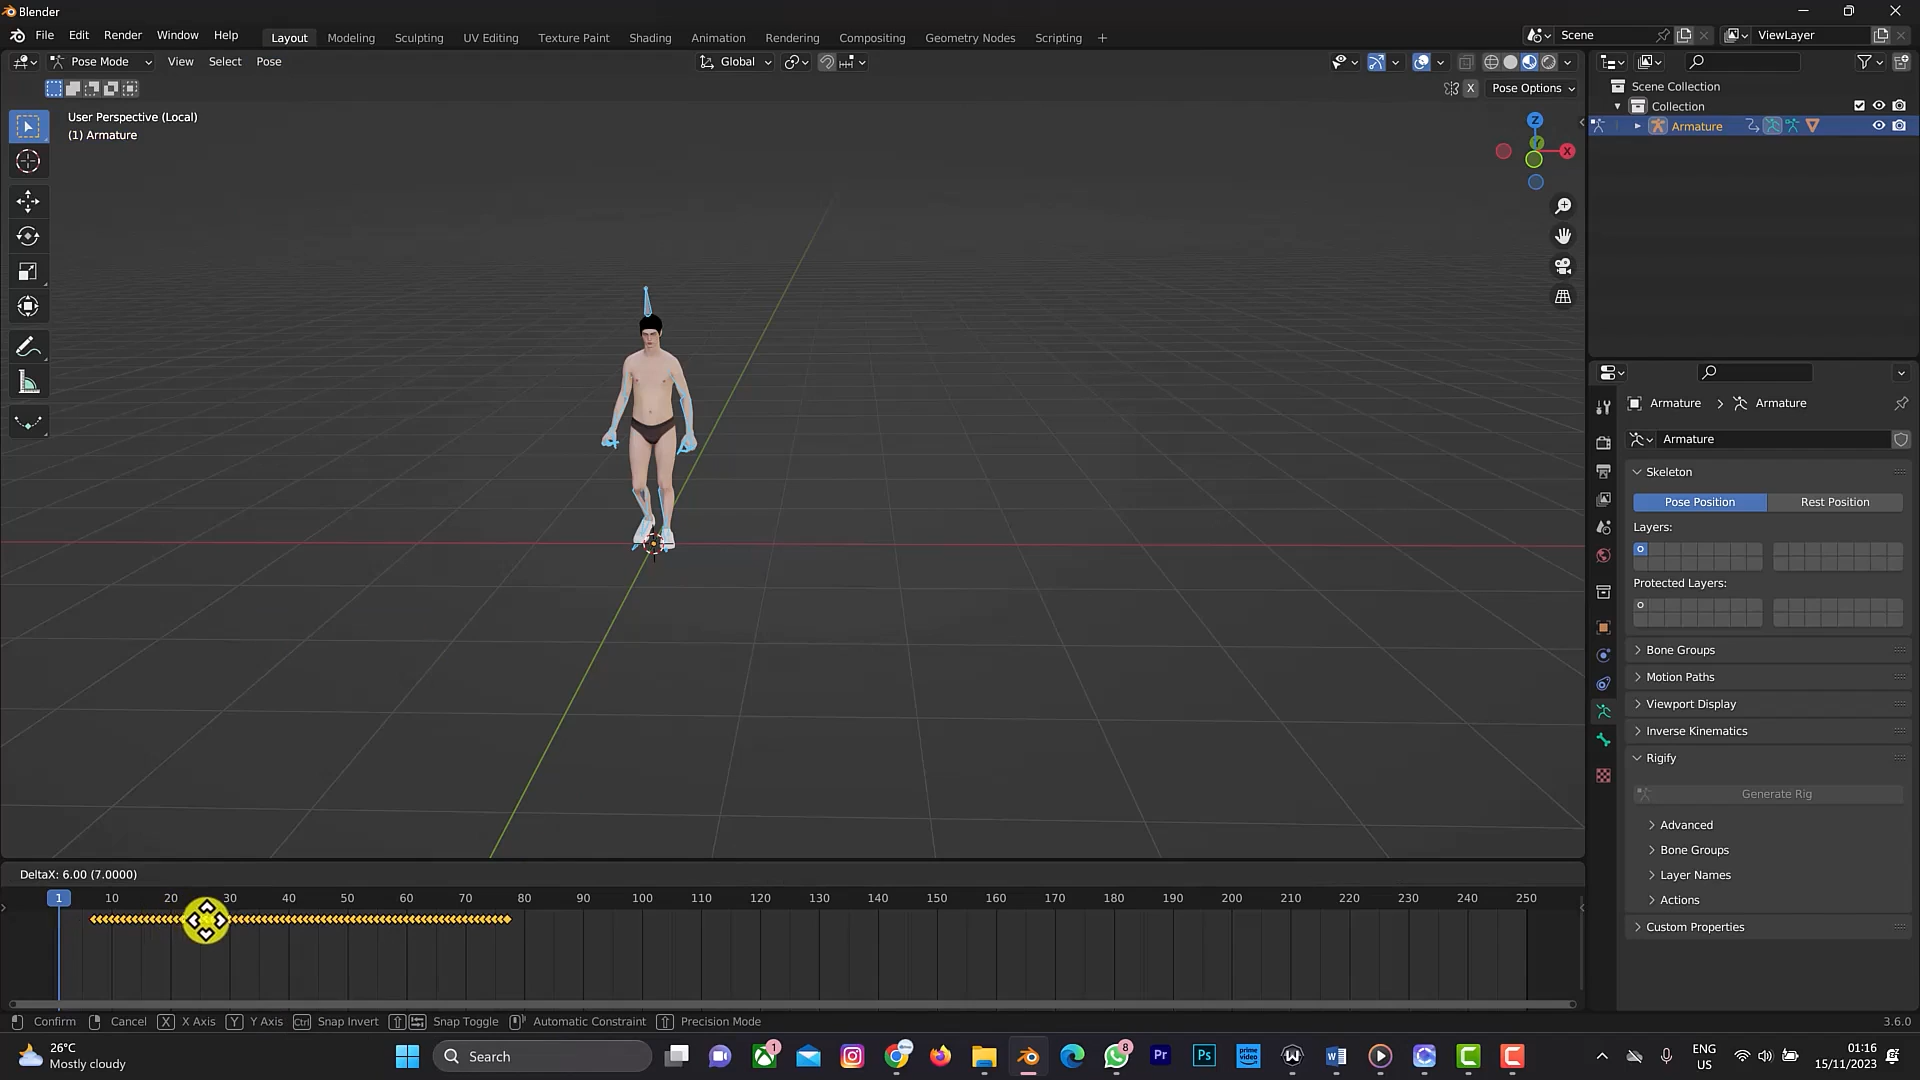 Blender
File Edit Render Window Help Layout Modeling Sculpting UV Editing Texture Paint Shading Animation Rendering Compositing Geometry Nodes Scripting + Scene ViewLayer
Pose Mode View Select Pose Global
X Pose Options
User Perspective (Local)
(1) Armature
Z
Y
X
Scene Collection
Collection
Armature
Armature > Armature
Armature
Skeleton
Pose Position Rest Position
Layers:
Protected Layers:
Bone Groups
Motion Paths
Viewport Display
Inverse Kinematics
Rigify
Generate Rig
Advanced
Bone Groups
Layer Names
Actions
Custom Properties
DeltaX: 6.00 (7.0000)
1 10 20 30 40 50 60 70 80 90 100 110 120 130 140 150 160 170 180 190 200 210 220 230 240 250
Confirm Cancel X X Axis Y Y Axis Ctrl Snap Invert Snap Toggle Automatic Constraint Precision Mode 3.6.0
26°C
Mostly cloudy
Search
1
8
Pr
Ps
prime video
W
C
ENG
US
01:16
15/11/2023